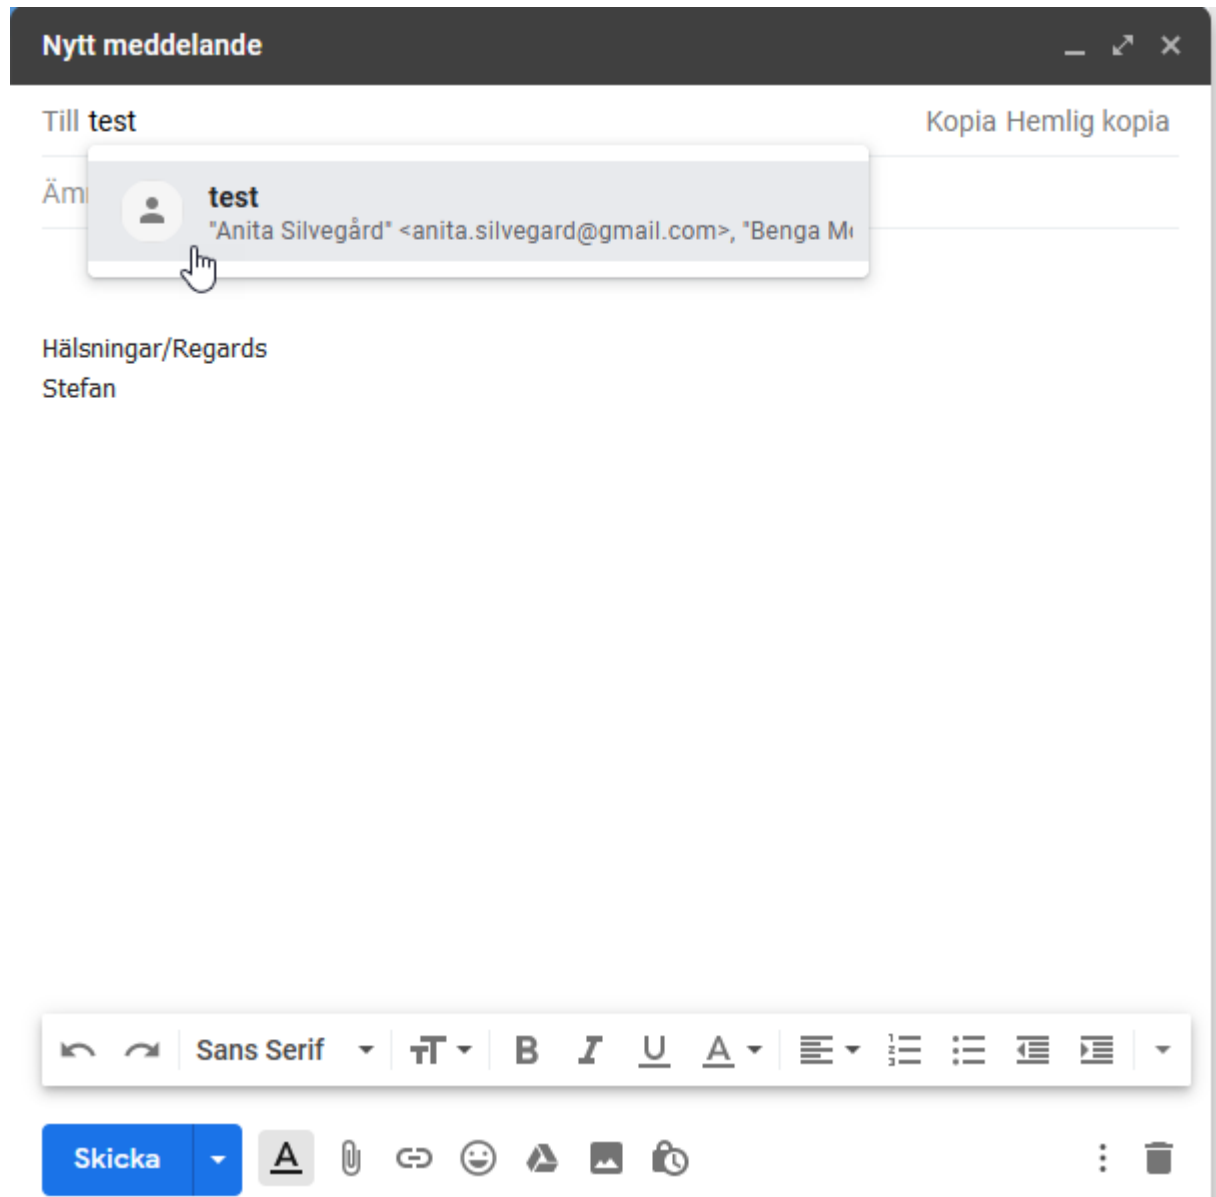 Nytt meddelande
Till test Kopia Hemlig kopia
test
"Anita Silvegård" <anita.silvegard@gmail.com>, "Benga
Hälsningar/Regards
Stefan
Sans Serif
Skicka